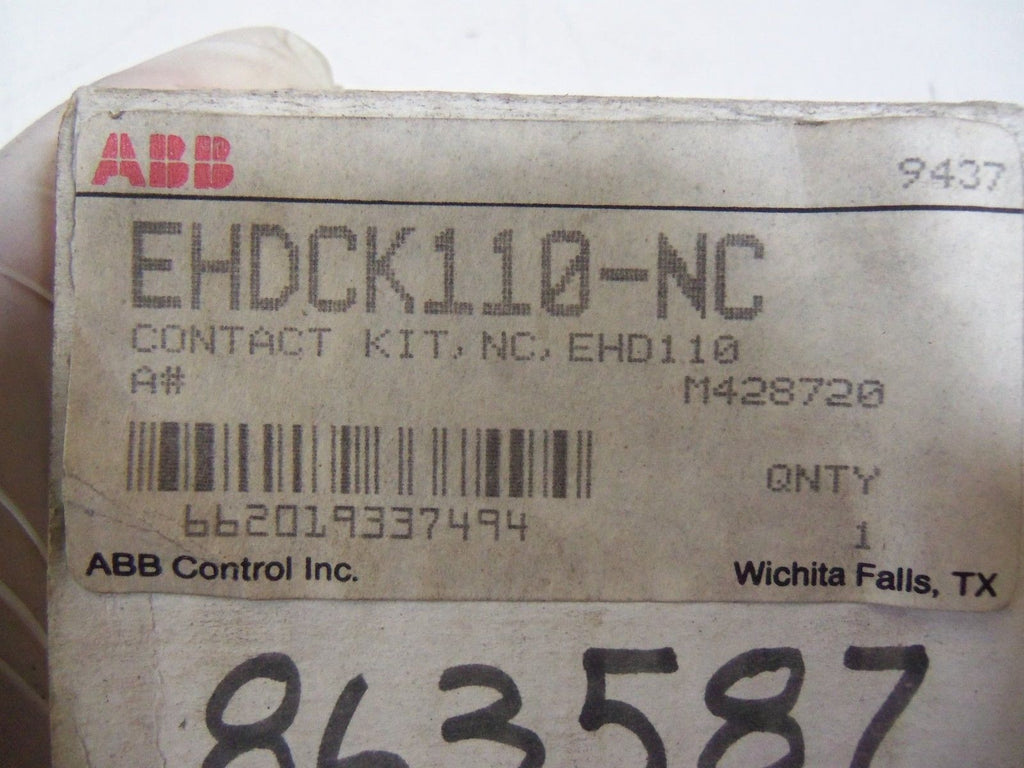 ABB 9437
EHDCK110-NC
CONTACT KIT, NC, EHD110
A# M428720
QNTY
662019337494 1
ABB Control Inc. Wichita Falls, TX
863587